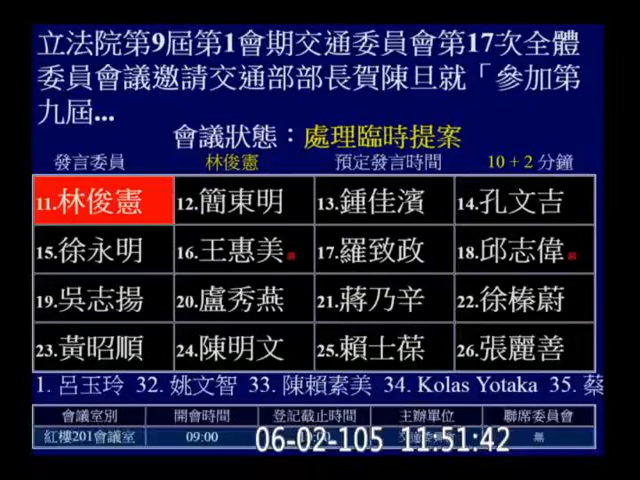 立法院第9屆第1會期交通委員會第17次全體
委員會議邀請交通部部長賀陳旦就「參加第
九屆...
會議狀態：處理臨時提案
發言委員 林俊憲 預定發言時間 10 + 2 分鐘
11.林俊憲 12.簡東明 13.鍾佳濱 14.孔文吉
15.徐永明 16.王惠美 17.羅致政 18.邱志偉
19.吳志揚 20.盧秀燕 21.蔣乃辛 22.徐榛蔚
23.黃昭順 24.陳明文 25.賴士葆 26.張麗善
1. 呂玉玲 32. 姚文智 33. 陳賴素美 34. Kolas Yotaka 35. 蔡
會議室別 開會時間 登記截止時間 主辦單位 聯席委員會
紅樓201會議室 09:00 無
06-02-105 11:51:42